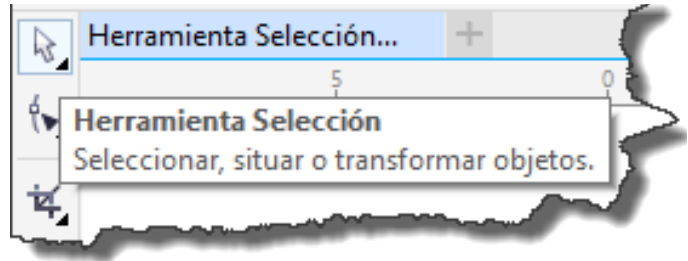 Herramienta Selección...
5 0
Herramienta Selección
Seleccionar, situar o transformar objetos.